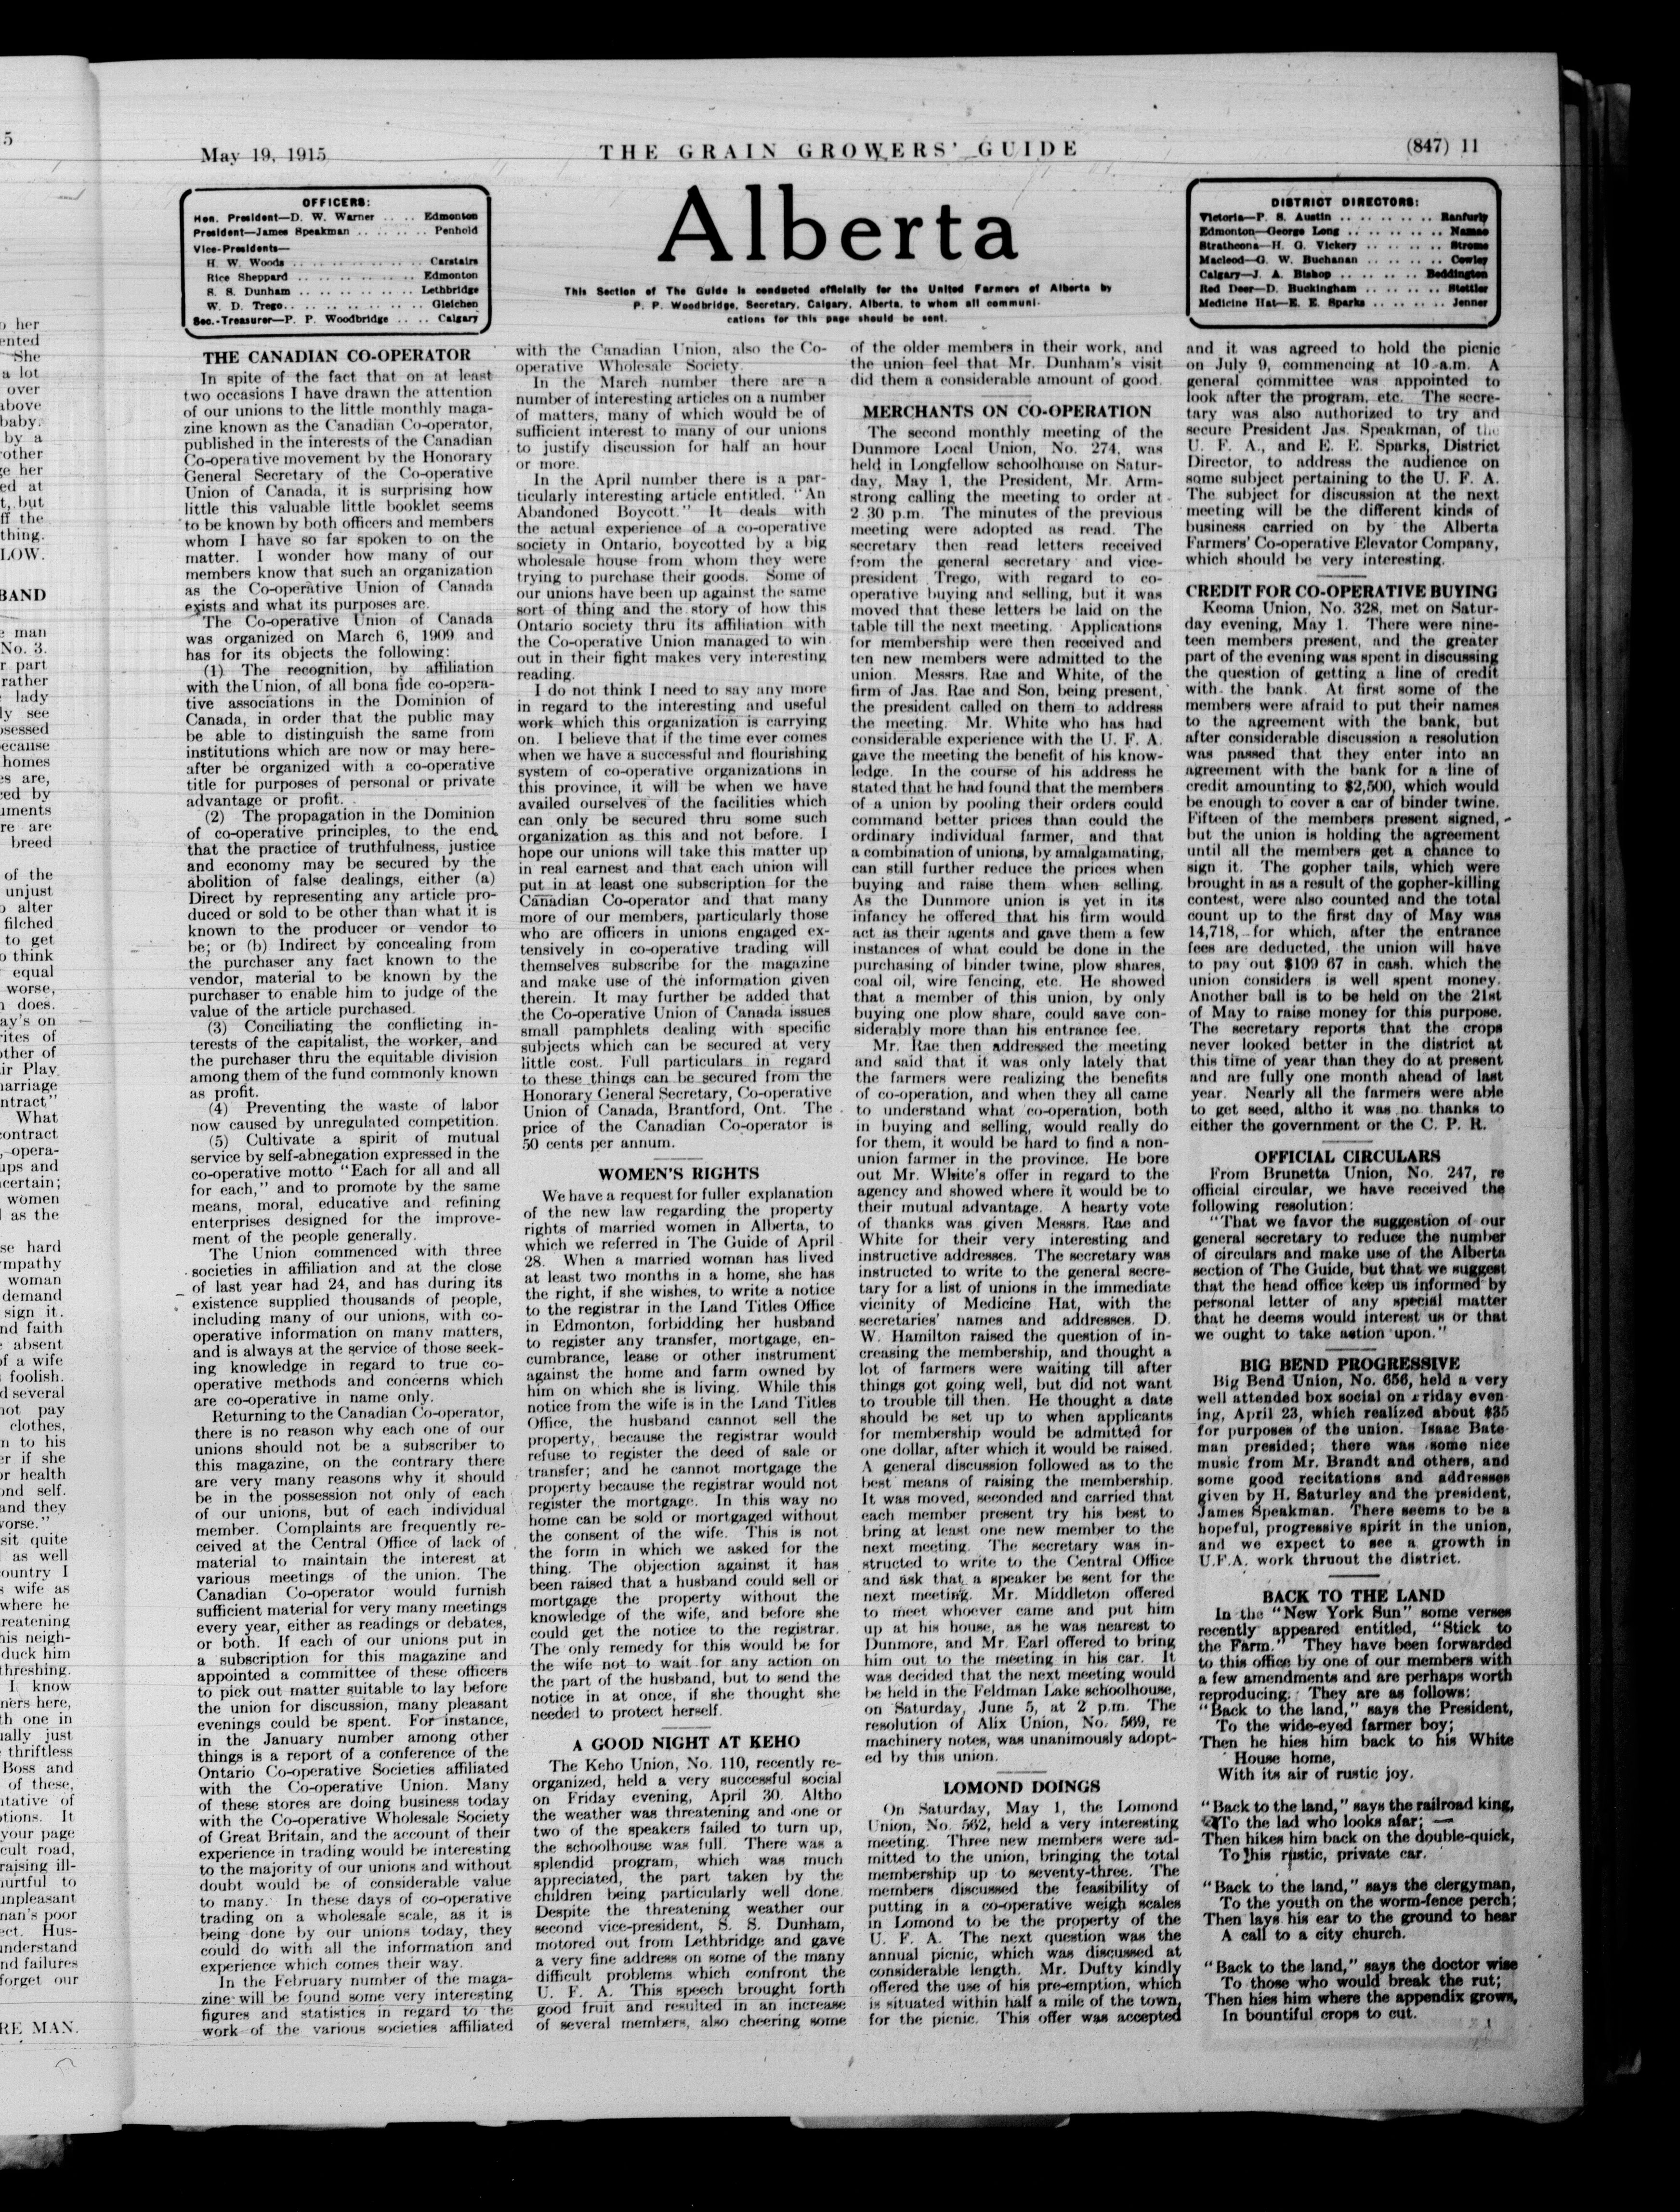 May 19, 1915
THE GRAIN GROWERS' GUIDE
(847) 11
OFFICERS:
Hon. President—D. W. Warner .... Edmonton
President—James Speakman ........ Penhold
Vice-Presidents—
H. W. Woods .............. Carstairs
Rice Sheppard ............ Edmonton
S. S. Dunham ............ Lethbridge
W. D. Trego.............. Gleichen
Sec.-Treasurer—P. P. Woodbridge .... Calgary
Alberta
This Section of The Guide is conducted officially for the United Farmers of Alberta by
P. P. Woodbridge, Secretary, Calgary, Alberta, to whom all communi-
cations for this page should be sent.
DISTRICT DIRECTORS:
Victoria—P. S. Austin ......... Ranfurly
Edmonton—George Long ........ Namao
Strathcona—H. G. Vickery ...... Strome
Macleod—G. W. Buchanan ...... Cowley
Calgary—J. A. Bishop ........ Beddington
Red Deer—D. Buckingham ...... Stettler
Medicine Hat—E. E. Sparks ...... Jenner
THE CANADIAN CO-OPERATOR
In spite of the fact that on at least
two occasions I have drawn the attention
of our unions to the little monthly maga-
zine known as the Canadian Co-operator,
published in the interests of the Canadian
Co-operative movement by the Honorary
General Secretary of the Co-operative
Union of Canada, it is surprising how
little this valuable little booklet seems
to be known by both officers and members
whom I have so far spoken to on the
matter. I wonder how many of our
members know that such an organization
as the Co-operative Union of Canada
exists and what its purposes are.
The Co-operative Union of Canada
was organized on March 6, 1909 and
has for its objects the following:
(1) The recognition, by affiliation
with the Union, of all bona fide co-opera-
tive associations in the Dominion of
Canada, in order that the public may
be able to distinguish the same from
institutions which are now or may here-
after be organized with a co-operative
title for purposes of personal or private
advantage or profit.
(2) The propagation in the Dominion
of co-operative principles, to the end
that the practice of truthfulness, justice
and economy may be secured by the
abolition of false dealings, either (a)
Direct by representing any article pro-
duced or sold to be other than what it is
known to the producer or vendor to
be; or (b) Indirect by concealing from
the purchaser any fact known to the
vendor, material to be known by the
purchaser to enable him to judge of the
value of the article purchased.
(3) Conciliating the conflicting in-
terests of the capitalist, the worker, and
the purchaser thru the equitable division
among them of the fund commonly known
as profit.
(4) Preventing the waste of labor
now caused by unregulated competition.
(5) Cultivate a spirit of mutual
service by self-abnegation expressed in the
co-operative motto "Each for all and all
for each," and to promote by the same
means, moral, educative and refining
enterprises designed for the improve-
ment of the people generally.
The Union commenced with three
societies in affiliation and at the close
of last year had 24, and has during its
existence supplied thousands of people,
including many of our unions, with co-
operative information on many matters,
and is always at the service of those seek-
ing knowledge in regard to true co-
operative methods and concerns which
are co-operative in name only.
Returning to the Canadian Co-operator,
there is no reason why each one of our
unions should not be a subscriber to
this magazine, on the contrary there
are very many reasons why it should
be in the possession not only of each
of our unions, but of each individual
member. Complaints are frequently re-
ceived at the Central Office of lack of
material to maintain the interest at
various meetings of the union. The
Canadian Co-operator would furnish
sufficient material for very many meetings
every year, either as readings or debates,
or both. If each of our unions put in
a subscription for this magazine and
appointed a committee of these officers
to pick out matter suitable to lay before
the union for discussion, many pleasant
evenings could be spent. For instance,
in the January number among other
things is a report of a conference of the
Ontario Co-operative Societies affiliated
with the Co-operative Union. Many
of these stores are doing business today
with the Co-operative Wholesale Society
of Great Britain, and the account of their
experience in trading would be interesting
to the majority of our unions and without
doubt would be of considerable value
to many. In these days of co-operative
trading on a wholesale scale, as it is
being done by our unions today, they
could do with all the information and
experience which comes their way.
In the February number of the maga-
zine will be found some very interesting
figures and statistics in regard to the
work of the various societies affiliated
with the Canadian Union, also the Co-
operative Wholesale Society.
In the March number there are a
number of interesting articles on a number
of matters, many of which would be of
sufficient interest to many of our unions
to justify discussion for half an hour
or more.
In the April number there is a par-
ticularly interesting article entitled, "An
Abandoned Boycott." It deals with
the actual experience of a co-operative
society in Ontario, boycotted by a big
wholesale house from whom they were
trying to purchase their goods. Some of
our unions have been up against the same
sort of thing and the story of how this
Ontario society thru its affiliation with
the Co-operative Union managed to win
out in their fight makes very interesting
reading.
I do not think I need to say any more
in regard to the interesting and useful
work which this organization is carrying
on. I believe that if the time ever comes
when we have a successful and flourishing
system of co-operative organizations in
this province, it will be when we have
availed ourselves of the facilities which
can only be secured thru some such
organization as this and not before. I
hope our unions will take this matter up
in real earnest and that each union will
put in at least one subscription for the
Canadian Co-operator and that many
more of our members, particularly those
who are officers in unions engaged ex-
tensively in co-operative trading will
themselves subscribe for the magazine
and make use of the information given
therein. It may further be added that
the Co-operative Union of Canada issues
small pamphlets dealing with specific
subjects which can be secured at very
little cost. Full particulars in regard
to these things can be secured from the
Honorary General Secretary, Co-operative
Union of Canada, Brantford, Ont. The
price of the Canadian Co-operator is
50 cents per annum.
WOMEN'S RIGHTS
We have a request for fuller explanation
of the new law regarding the property
rights of married women in Alberta, to
which we referred in The Guide of April
28. When a married woman has lived
at least two months in a home, she has
the right, if she wishes, to write a notice
to the registrar in the Land Titles Office
in Edmonton, forbidding her husband
to register any transfer, mortgage, en-
cumbrance, lease or other instrument
against the home and farm owned by
him on which she is living. While this
notice from the wife is in the Land Titles
Office, the husband cannot sell the
property, because the registrar would
refuse to register the deed of sale or
transfer; and he cannot mortgage the
property because the registrar would not
register the mortgage. In this way no
home can be sold or mortgaged without
the consent of the wife. This is not
the form in which we asked for the
thing. The objection against it has
been raised that a husband could sell or
mortgage the property without the
knowledge of the wife, and before she
could get the notice to the registrar.
The only remedy for this would be for
the wife not to wait for any action on
the part of the husband, but to send the
notice in at once, if she thought she
needed to protect herself.
A GOOD NIGHT AT KEHO
The Keho Union, No. 110, recently re-
organized, held a very successful social
on Friday evening, April 30. Altho
the weather was threatening and one or
two of the speakers failed to turn up,
the schoolhouse was full. There was a
splendid program, which was much
appreciated, the part taken by the
children being particularly well done.
Despite the threatening weather our
second vice-president, S. S. Dunham,
motored out from Lethbridge and gave
a very fine address on some of the many
difficult problems which confront the
U. F. A. This speech brought forth
good fruit and resulted in an increase
of several members, also cheering some
of the older members in their work, and
the union feel that Mr. Dunham's visit
did them a considerable amount of good.
MERCHANTS ON CO-OPERATION
The second monthly meeting of the
Dunmore Local Union, No. 274, was
held in Longfellow schoolhouse on Satur-
day, May 1, the President, Mr. Arm-
strong calling the meeting to order at
2.30 p.m. The minutes of the previous
meeting were adopted as read. The
secretary then read letters received
from the general secretary and vice-
president Trego, with regard to co-
operative buying and selling, but it was
moved that these letters be laid on the
table till the next meeting. Applications
for membership were then received and
ten new members were admitted to the
union. Messrs. Rae and White, of the
firm of Jas. Rae and Son, being present,
the president called on them to address
the meeting. Mr. White who has had
considerable experience with the U. F. A.
gave the meeting the benefit of his know-
ledge. In the course of his address he
stated that he had found that the members
of a union by pooling their orders could
command better prices than could the
ordinary individual farmer, and that
a combination of unions, by amalgamating,
can still further reduce the prices when
buying and raise them when selling.
As the Dunmore union is yet in its
infancy he offered that his firm would
act as their agents and gave them a few
instances of what could be done in the
purchasing of binder twine, plow shares,
coal oil, wire fencing, etc. He showed
that a member of this union, by only
buying one plow share, could save con-
siderably more than his entrance fee.
Mr. Rae then addressed the meeting
and said that it was only lately that
the farmers were realizing the benefits
of co-operation, and when they all came
to understand what co-operation, both
in buying and selling, would really do
for them, it would be hard to find a non-
union farmer in the province. He bore
out Mr. White's offer in regard to the
agency and showed where it would be to
their mutual advantage. A hearty vote
of thanks was given Messrs. Rae and
White for their very interesting and
instructive addresses. The secretary was
instructed to write to the general secre-
tary for a list of unions in the immediate
vicinity of Medicine Hat, with the
secretaries' names and addresses. D.
W. Hamilton raised the question of in-
creasing the membership, and thought a
lot of farmers were waiting till after
things got going well, but did not want
to trouble till then. He thought a date
should be set up to when applicants
for membership would be admitted for
one dollar, after which it would be raised.
A general discussion followed as to the
best means of raising the membership.
It was moved, seconded and carried that
each member present try his best to
bring at least one new member to the
next meeting. The secretary was in-
structed to write to the Central Office
and ask that a speaker be sent for the
next meeting. Mr. Middleton offered
to meet whoever came and put him
up at his house, as he was nearest to
Dunmore, and Mr. Earl offered to bring
him out to the meeting in his car. It
was decided that the next meeting would
be held in the Feldman Lake schoolhouse,
on Saturday, June 5, at 2 p.m. The
resolution of Alix Union, No. 569, re
machinery notes, was unanimously adopt-
ed by this union.
LOMOND DOINGS
On Saturday, May 1, the Lomond
Union, No. 562, held a very interesting
meeting. Three new members were ad-
mitted to the union, bringing the total
membership up to seventy-three. The
members discussed the feasibility of
putting in a co-operative weigh scales
in Lomond to be the property of the
U. F. A. The next question was the
annual picnic, which was discussed at
considerable length. Mr. Dufty kindly
offered the use of his pre-emption, which
is situated within half a mile of the town,
for the picnic. This offer was accepted
and it was agreed to hold the picnic
on July 9, commencing at 10 a.m. A
general committee was appointed to
look after the program, etc. The secre-
tary was also authorized to try and
secure President Jas. Speakman, of the
U. F. A., and E. E. Sparks, District
Director, to address the audience on
some subject pertaining to the U. F. A.
The subject for discussion at the next
meeting will be the different kinds of
business carried on by the Alberta
Farmers' Co-operative Elevator Company,
which should be very interesting.
CREDIT FOR CO-OPERATIVE BUYING
Keoma Union, No. 328, met on Satur-
day evening, May 1. There were nine-
teen members present, and the greater
part of the evening was spent in discussing
the question of getting a line of credit
with the bank. At first some of the
members were afraid to put their names
to the agreement with the bank, but
after considerable discussion a resolution
was passed that they enter into an
agreement with the bank for a line of
credit amounting to $2,500, which would
be enough to cover a car of binder twine.
Fifteen of the members present signed,
but the union is holding the agreement
until all the members get a chance to
sign it. The gopher tails, which were
brought in as a result of the gopher-killing
contest, were also counted and the total
count up to the first day of May was
14,718, for which, after the entrance
fees are deducted, the union will have
to pay out $109 67 in cash. which the
union considers is well spent money.
Another ball is to be held on the 21st
of May to raise money for this purpose.
The secretary reports that the crops
never looked better in the district at
this time of year than they do at present
and are fully one month ahead of last
year. Nearly all the farmers were able
to get seed, altho it was no thanks to
either the government or the C. P. R.
OFFICIAL CIRCULARS
From Brunetta Union, No. 247, re
official circular, we have received the
following resolution:
"That we favor the suggestion of our
general secretary to reduce the number
of circulars and make use of the Alberta
section of The Guide, but that we suggest
that the head office keep us informed by
personal letter of any special matter
that he deems would interest us or that
we ought to take action upon."
BIG BEND PROGRESSIVE
Big Bend Union, No. 656, held a very
well attended box social on Friday even-
ing, April 23, which realized about $35
for purposes of the union. Isaac Bate-
man presided; there was some nice
music from Mr. Brandt and others, and
some good recitations and addresses
given by H. Saturley and the president,
James Speakman. There seems to be a
hopeful, progressive spirit in the union,
and we expect to see a growth in
U.F.A. work thruout the district.
BACK TO THE LAND
In the "New York Sun" some verses
recently appeared entitled, "Stick to
the Farm." They have been forwarded
to this office by one of our members with
a few amendments and are perhaps worth
reproducing. They are as follows:
"Back to the land," says the President,
To the wide-eyed farmer boy;
Then he hies him back to his White
House home,
With its air of rustic joy.
"Back to the land," says the railroad king,
To the lad who looks afar;
Then hikes him back on the double-quick,
To his rustic, private car.
"Back to the land," says the clergyman,
To the youth on the worm-fence perch;
Then lays his ear to the ground to hear
A call to a city church.
"Back to the land," says the doctor wise
To those who would break the rut;
Then hies him where the appendix grows,
In bountiful crops to cut.